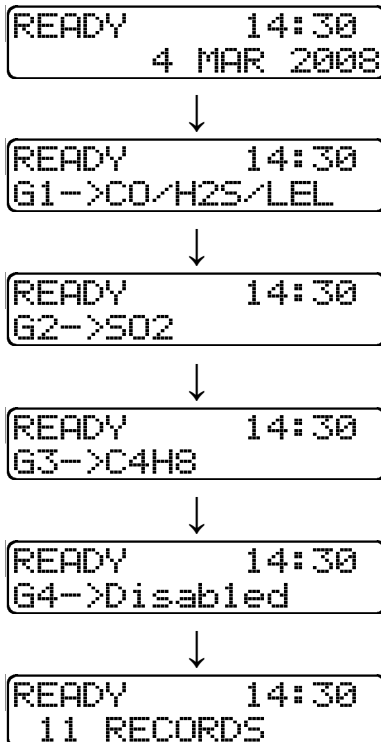 READY 14:30
4 MAR 2008
↓
READY 14:30
G1->CO/H2S/LEL
↓
READY 14:30
G2->SO2
↓
READY 14:30
G3->C4H8
↓
READY 14:30
G4->Disabled
↓
READY 14:30
11 RECORDS